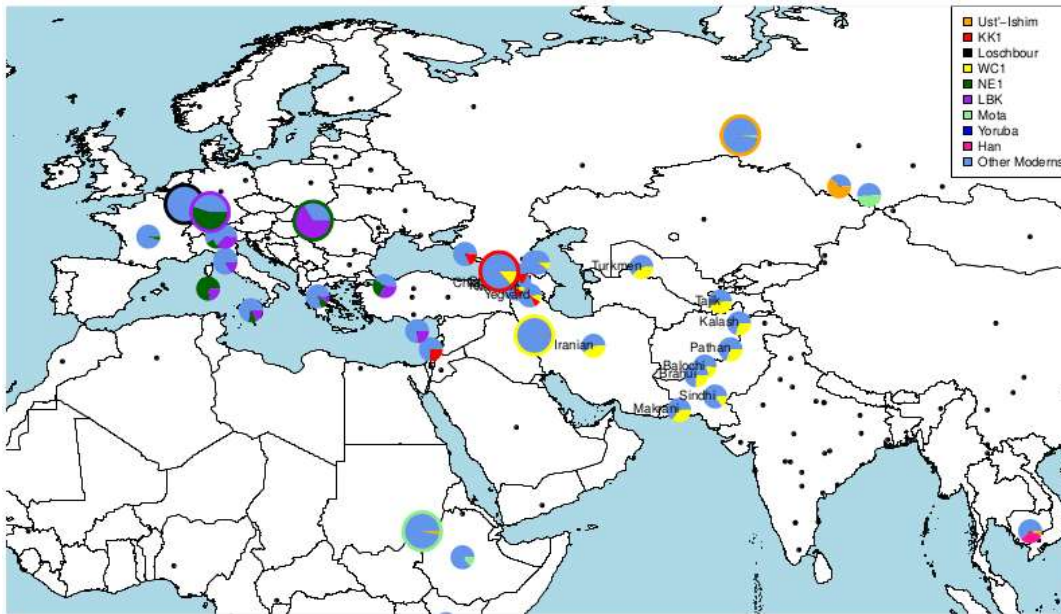 Ust'-Ishim
KK1
Loschbour
WC1
NE1
LBK
Mota
Yoruba
Han
Other Moderns
Turkmen
Yegvard
Tajik
Kalash
Iranian
Pathan
Balochi
Brahui
Sindhi
Makrani